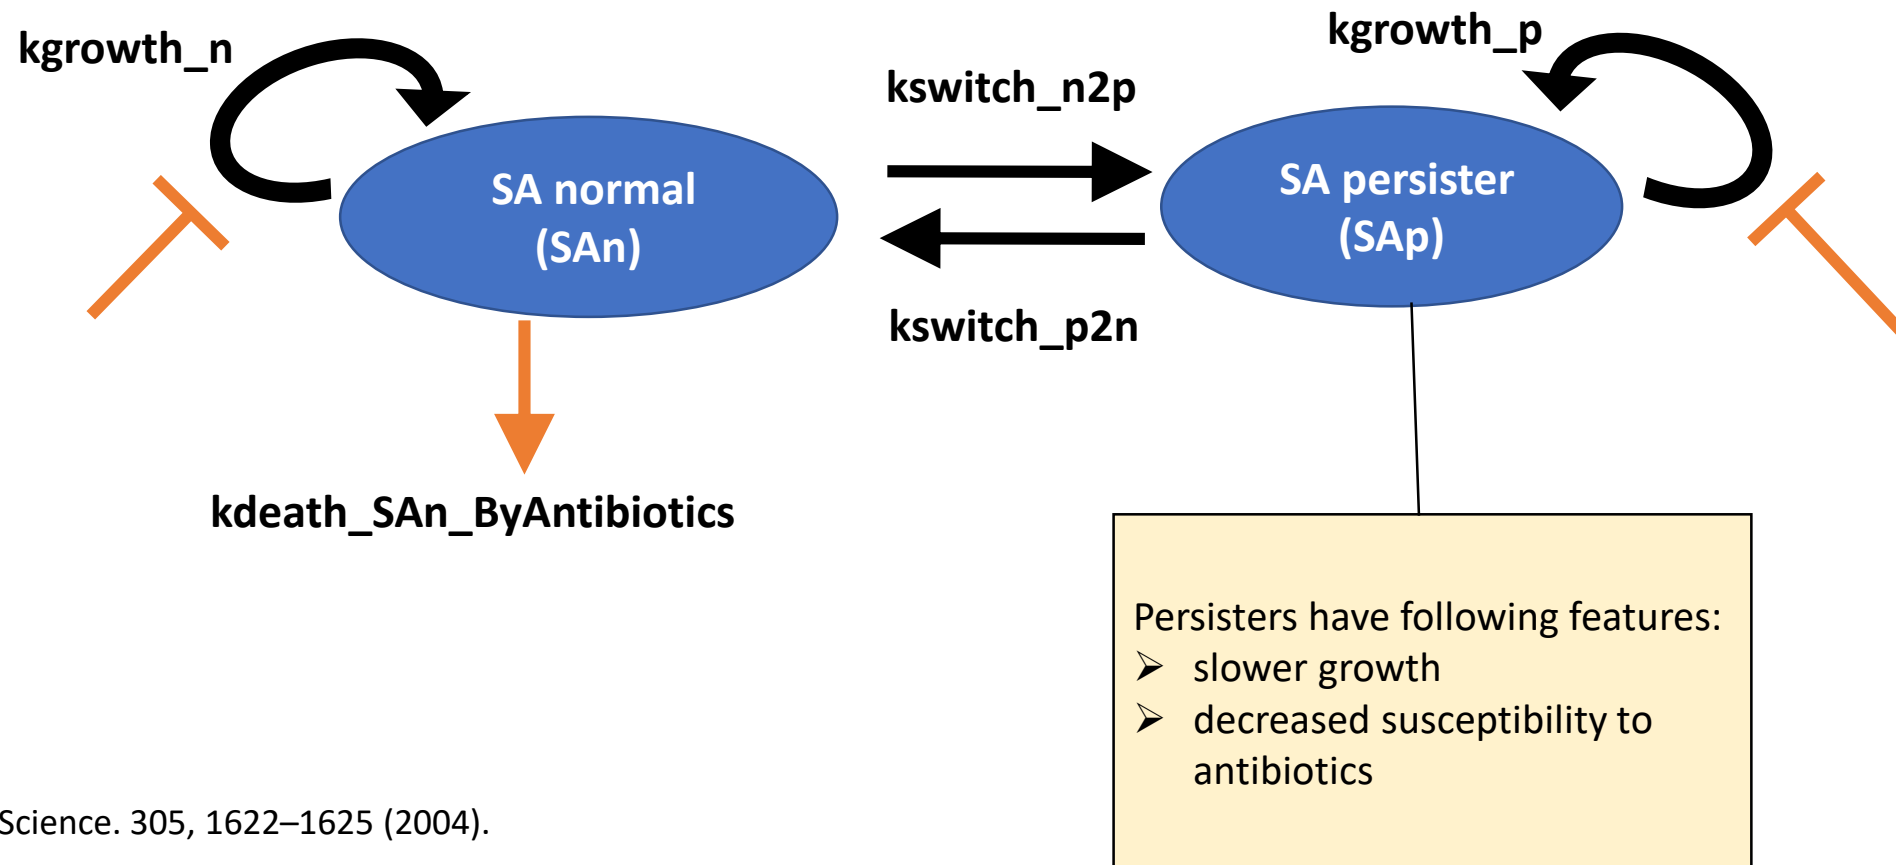 kgrowth_n
kgrowth_p
kswitch_n2p
SA normal
(SAn)
SA persister
(SAp)
kswitch_p2n
kdeath_SAn_ByAntibiotics
Persisters have following features:
➢ slower growth
➢ decreased susceptibility to
antibiotics
Science. 305, 1622–1625 (2004).